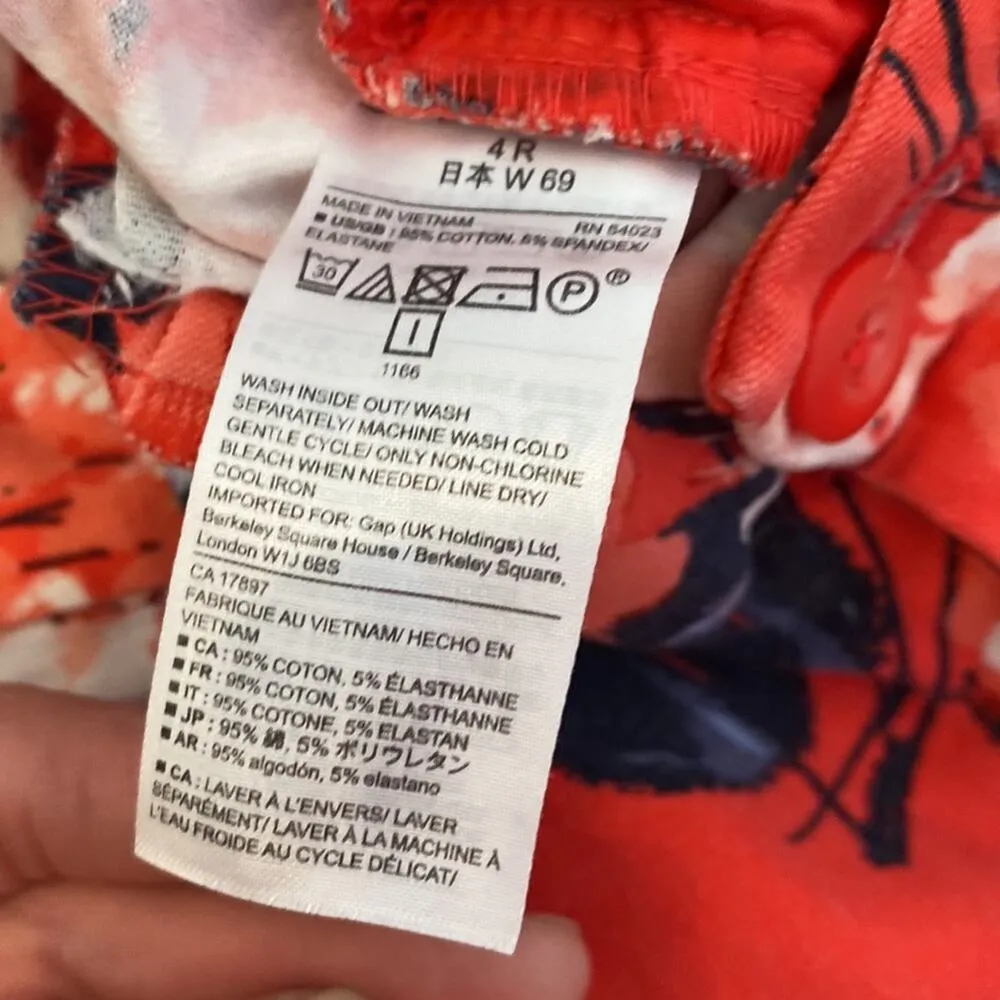 4 R
日本 W 69
MADE IN VIETNAM RN 54023
■ US/GB : 95% COTTON, 5% SPANDEX/
ELASTANE
30 P ®
1166
WASH INSIDE OUT/ WASH
SEPARATELY/ MACHINE WASH COLD
GENTLE CYCLE/ ONLY NON-CHLORINE
BLEACH WHEN NEEDED/ LINE DRY/
COOL IRON
IMPORTED FOR: Gap (UK Holdings) Ltd,
Berkeley Square House / Berkeley Square,
London W1J 6BS
CA 17897
FABRIQUE AU VIETNAM/ HECHO EN
VIETNAM
■ CA : 95% COTON, 5% ÉLASTHANNE
■ FR : 95% COTON, 5% ÉLASTHANNE
■ IT : 95% COTONE, 5% ELASTAN
■ JP : 95% 綿, 5% ポリウレタン
■ AR : 95% algodón, 5% elastano
■ CA : LAVER À L'ENVERS/ LAVER
SÉPARÉMENT/ LAVER À LA MACHINE À
L'EAU FROIDE AU CYCLE DÉLICAT/